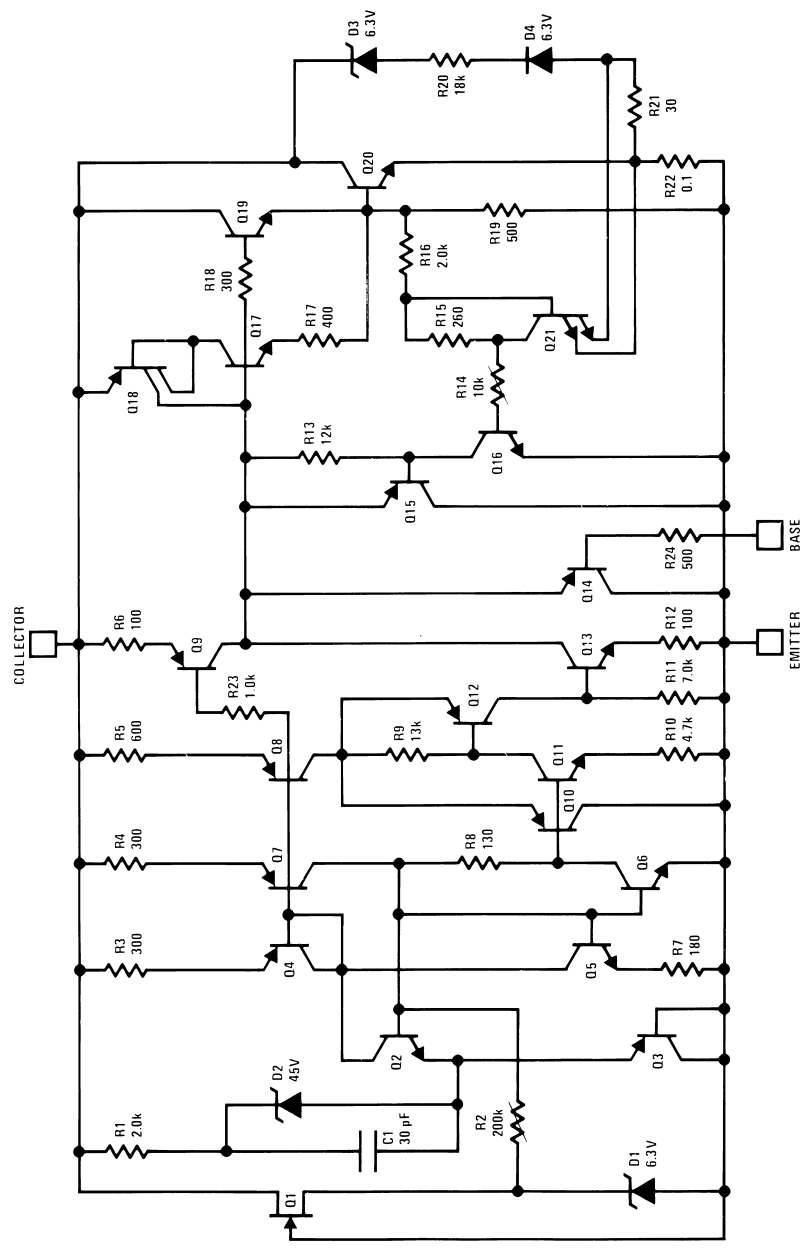 COLLECTOR
R1
2.0k
R3
300
R4
300
R5
600
R6
100
D2
45V
C1
30 pF
Q1
Q2
Q4
Q7
Q8
Q9
R23
1.0k
Q18
Q17
R18
300
Q19
Q20
D3
6.3V
R20
18k
D4
6.3V
R21
30
R17
400
R16
2.0k
R15
260
R19
500
R22
0.1
Q21
R14
10k
R13
12k
Q15
Q16
Q12
R9
13k
R8
130
Q10
Q11
Q6
Q5
R7
180
Q3
R2
200k
D1
6.3V
R10
4.7k
R11
7.0k
Q13
R12
100
Q14
R24
500
EMITTER
BASE